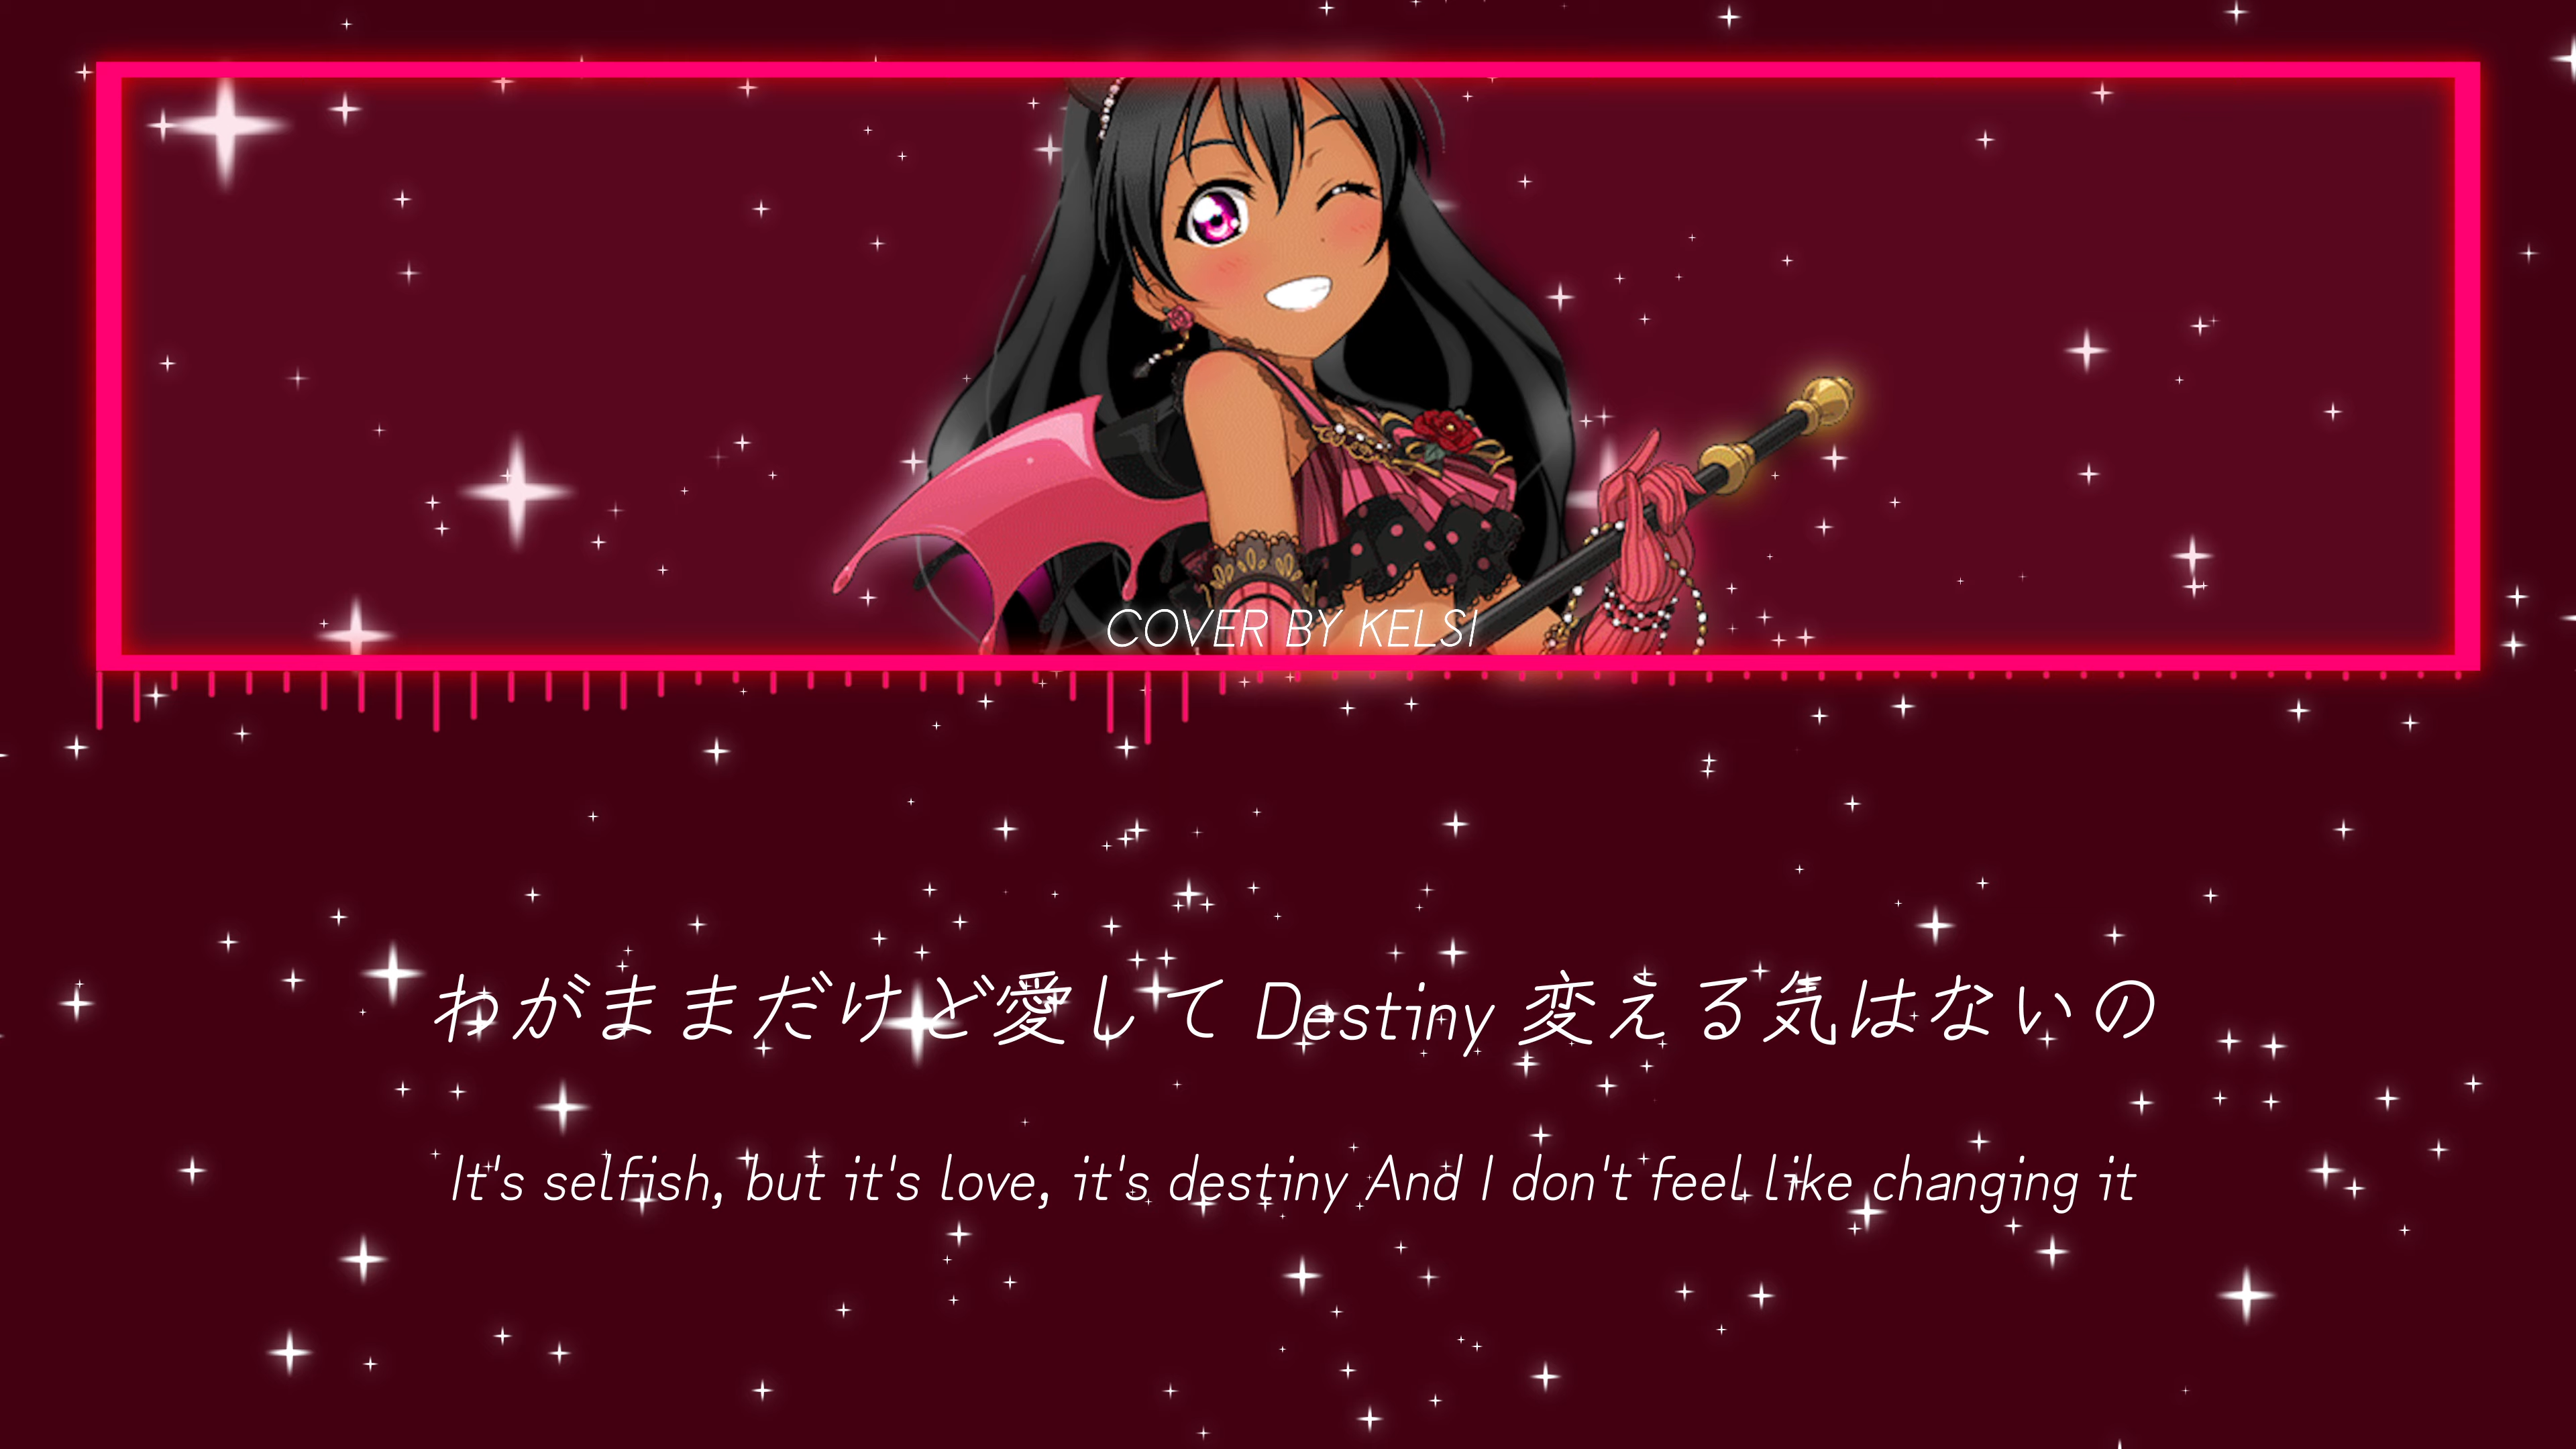 COVER BY KELSI
わがままだけど愛して Destiny 変える気はないの
It's selfish, but it's love, it's destiny And I don't feel like changing it